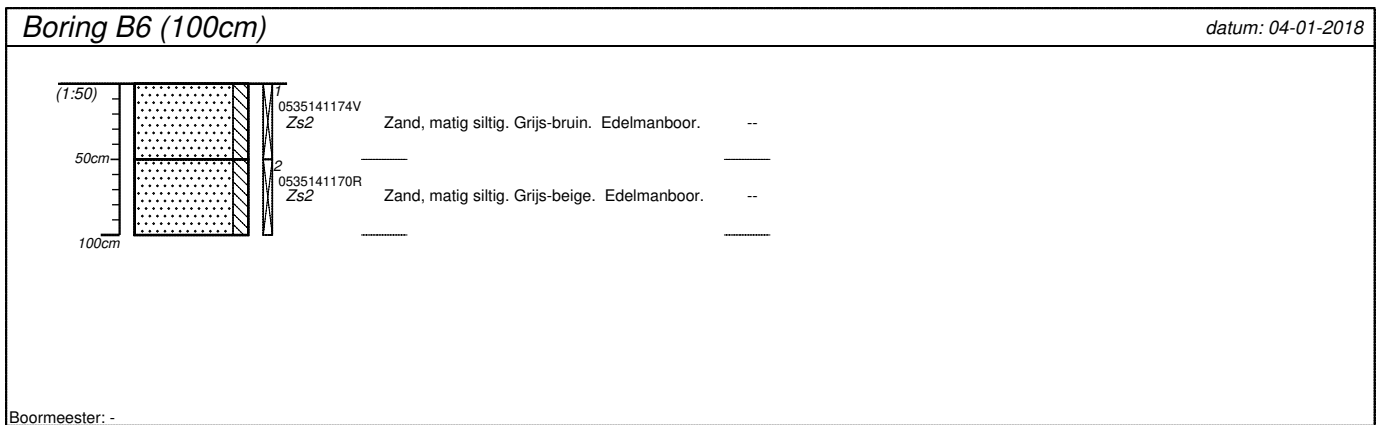 Boring B6 (100cm)
datum: 04-01-2018
(1:50)
1
0535141174V
Zs2 Zand, matig siltig. Grijs-bruin. Edelmanboor. --
50cm
2
0535141170R
Zs2 Zand, matig siltig. Grijs-beige. Edelmanboor. --
100cm
Boormeester: -